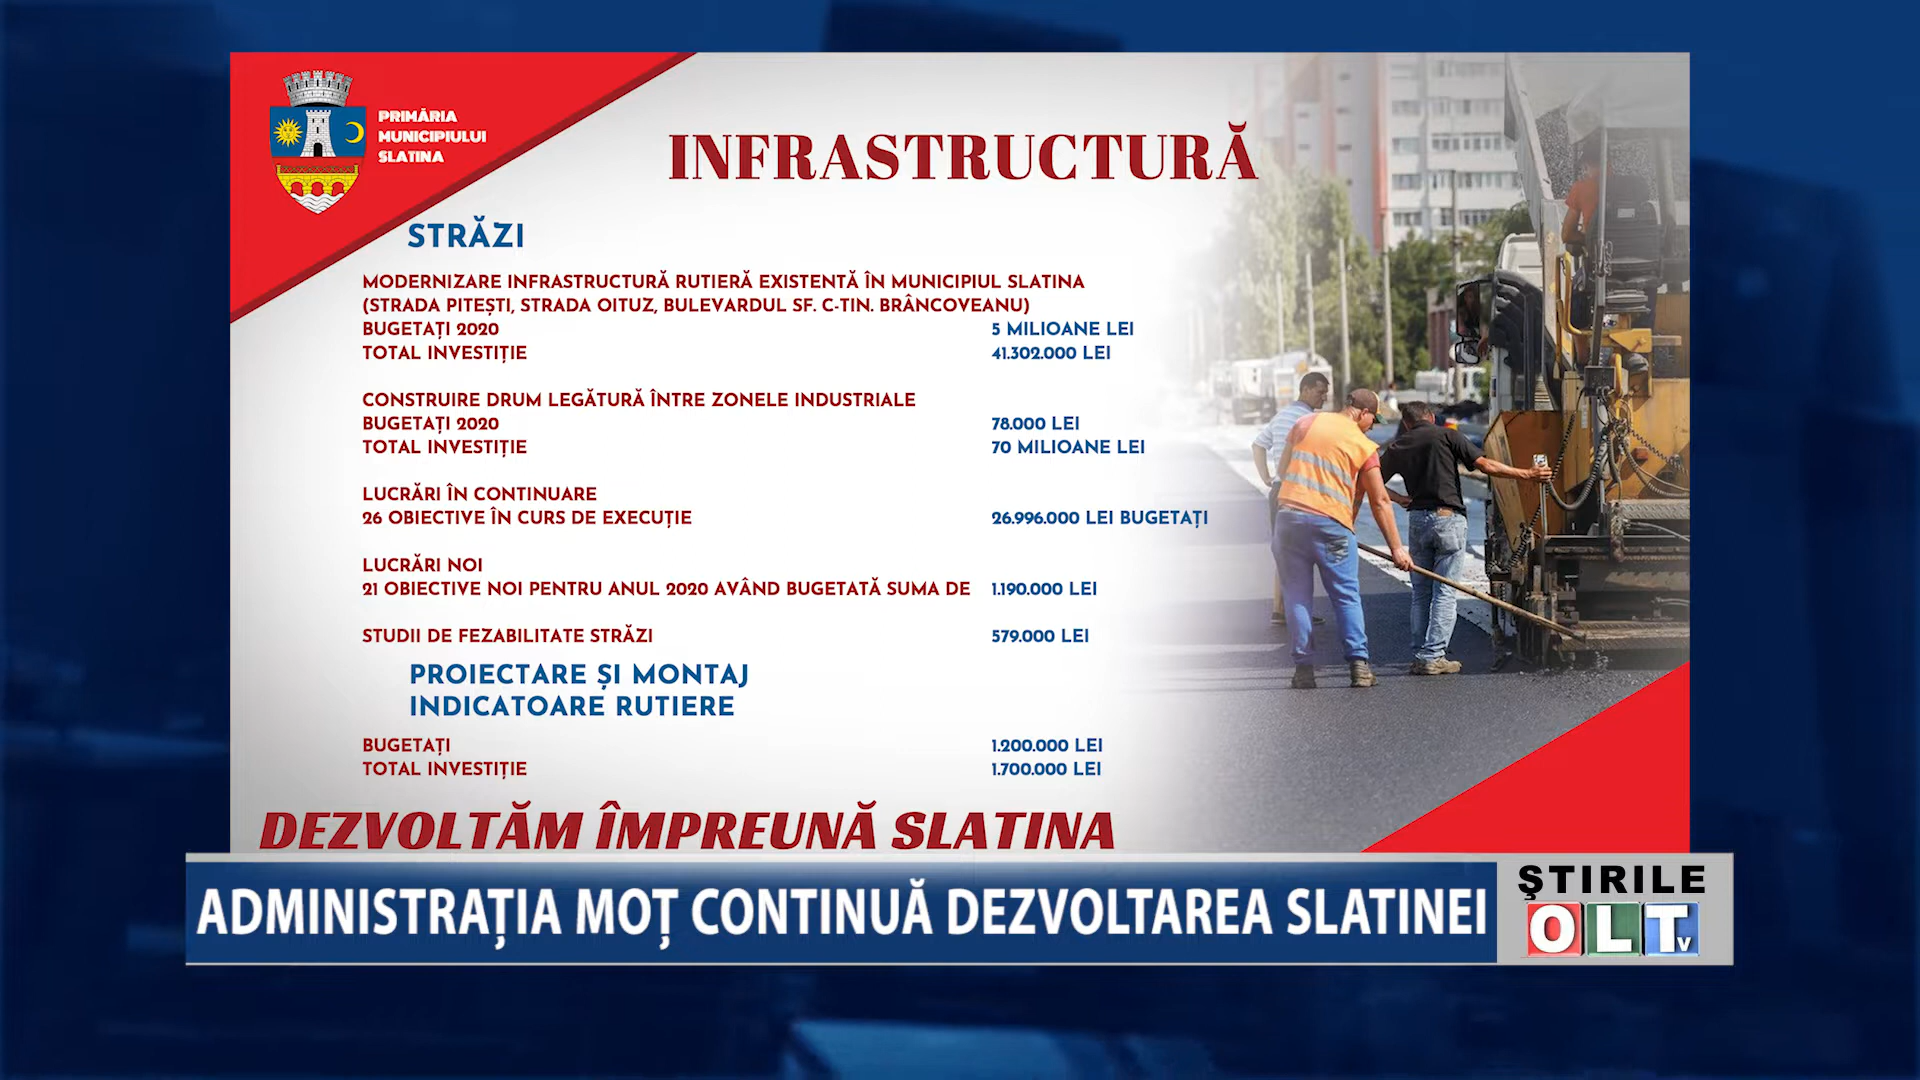 PRIMĂRIA
MUNICIPIULUI
SLATINA
INFRASTRUCTURĂ
STRĂZI
MODERNIZARE INFRASTRUCTURĂ RUTIERĂ EXISTENTĂ ÎN MUNICIPIUL SLATINA
(STRADA PITEȘTI, STRADA OITUZ, BULEVARDUL SF. C-TIN. BRÂNCOVEANU)
BUGETAȚI 2020 5 MILIOANE LEI
TOTAL INVESTIȚIE 41.302.000 LEI
CONSTRUIRE DRUM LEGĂTURĂ ÎNTRE ZONELE INDUSTRIALE
BUGETAȚI 2020 78.000 LEI
TOTAL INVESTIȚIE 70 MILIOANE LEI
LUCRĂRI ÎN CONTINUARE
26 OBIECTIVE ÎN CURS DE EXECUȚIE 26.996.000 LEI BUGETAȚI
LUCRĂRI NOI
21 OBIECTIVE NOI PENTRU ANUL 2020 AVÂND BUGETATĂ SUMA DE 1.190.000 LEI
STUDII DE FEZABILITATE STRĂZI 579.000 LEI
PROIECTARE ȘI MONTAJ
INDICATOARE RUTIERE
BUGETAȚI 1.200.000 LEI
TOTAL INVESTIȚIE 1.700.000 LEI
DEZVOLTĂM ÎMPREUNĂ SLATINA
ADMINISTRAȚIA MOȚ CONTINUĂ DEZVOLTAREA SLATINEI
ŞTIRILE
OLTv